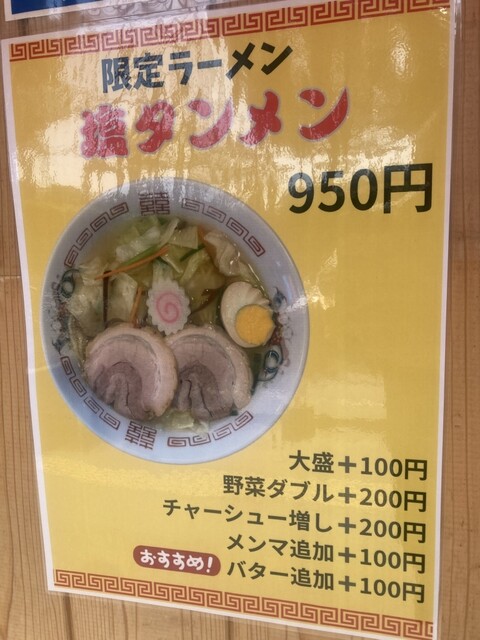 限定ラーメン
塩タンメン
950円
大盛+100円
野菜ダブル+200円
チャーシュー増し+200円
メンマ追加+100円
おすすめ! バター追加+100円